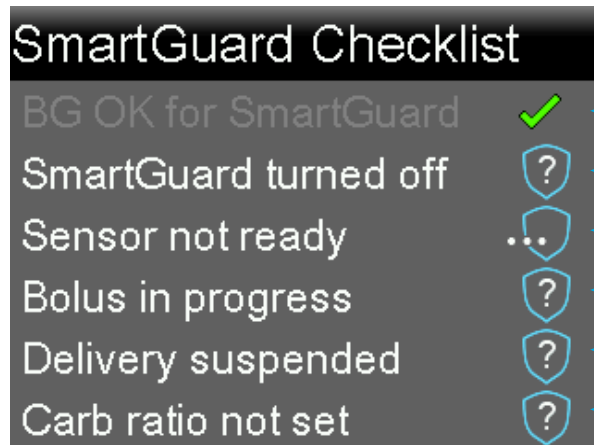 SmartGuard Checklist
BG OK for SmartGuard
SmartGuard turned off ?
Sensor not ready ...
Bolus in progress ?
Delivery suspended ?
Carb ratio not set ?